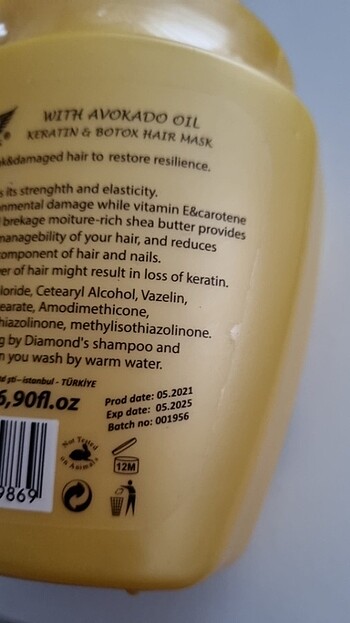 WITH AVOKADO OIL
KERATIN & BOTOX HAIR MASK
k&damaged hair to restore resilience.
s its strenghth and elasticity.
nmental damage while vitamin E&carotene
brekage moiture-rich shea butter provides
managebility of your hair, and reduces
component of hair and nails.
er of hair might result in loss of keratin.
loride, Cetearyl Alcohol, Vazelin,
earate, Amodimethicone,
hiazolinone, methylisothiazolinone.
g by Diamond's shampoo and
n you wash by warm water.
şti - istanbul - TÜRKİYE
6,90fl.oz
Prod date: 05.2021
Exp date: 05.2025
Batch no: 001956
Not Tested
on Animals
12M
9869